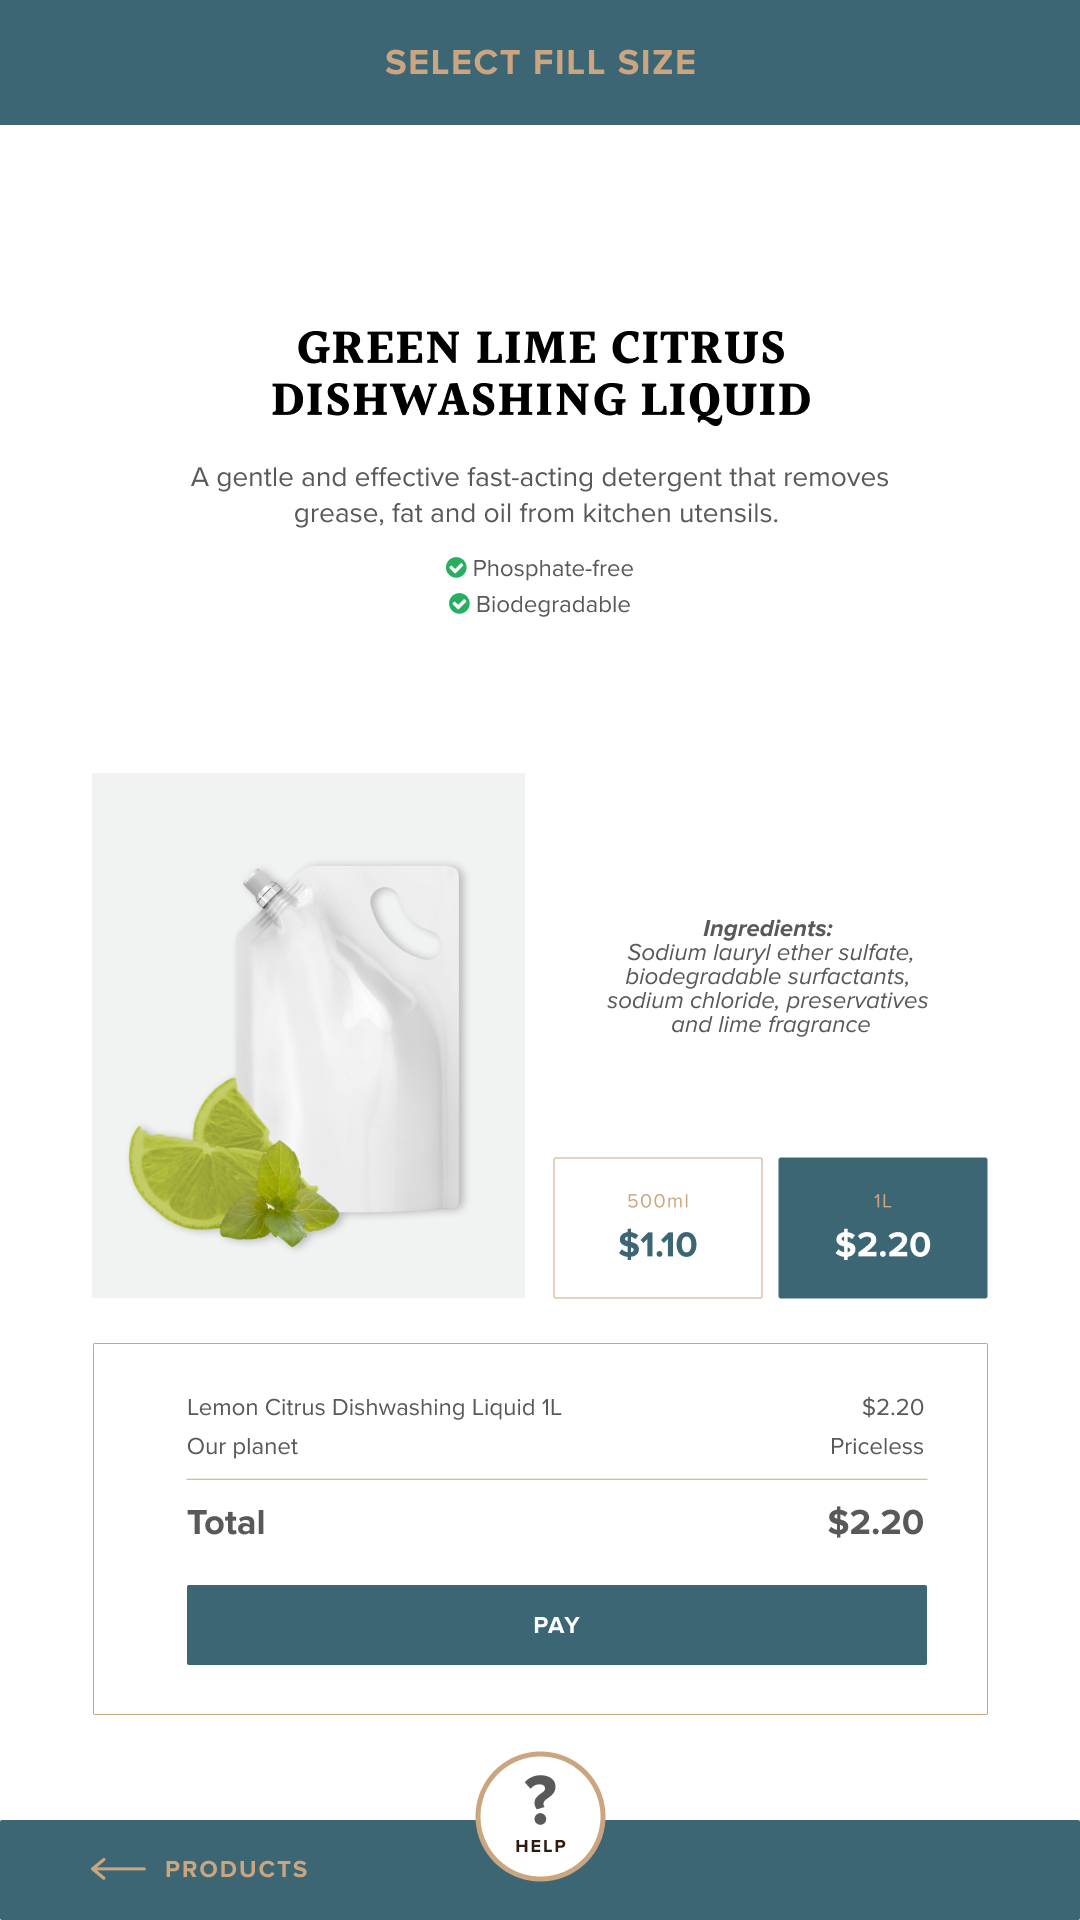 SELECT FILL SIZE
GREEN LIME CITRUS
DISHWASHING LIQUID
A gentle and effective fast-acting detergent that removes
grease, fat and oil from kitchen utensils.
Phosphate-free
Biodegradable
Ingredients:
Sodium lauryl ether sulfate,
biodegradable surfactants,
sodium chloride, preservatives
and lime fragrance
500ml
$1.10
1L
$2.20
Lemon Citrus Dishwashing Liquid 1L $2.20
Our planet Priceless
Total $2.20
PAY
?
HELP
PRODUCTS